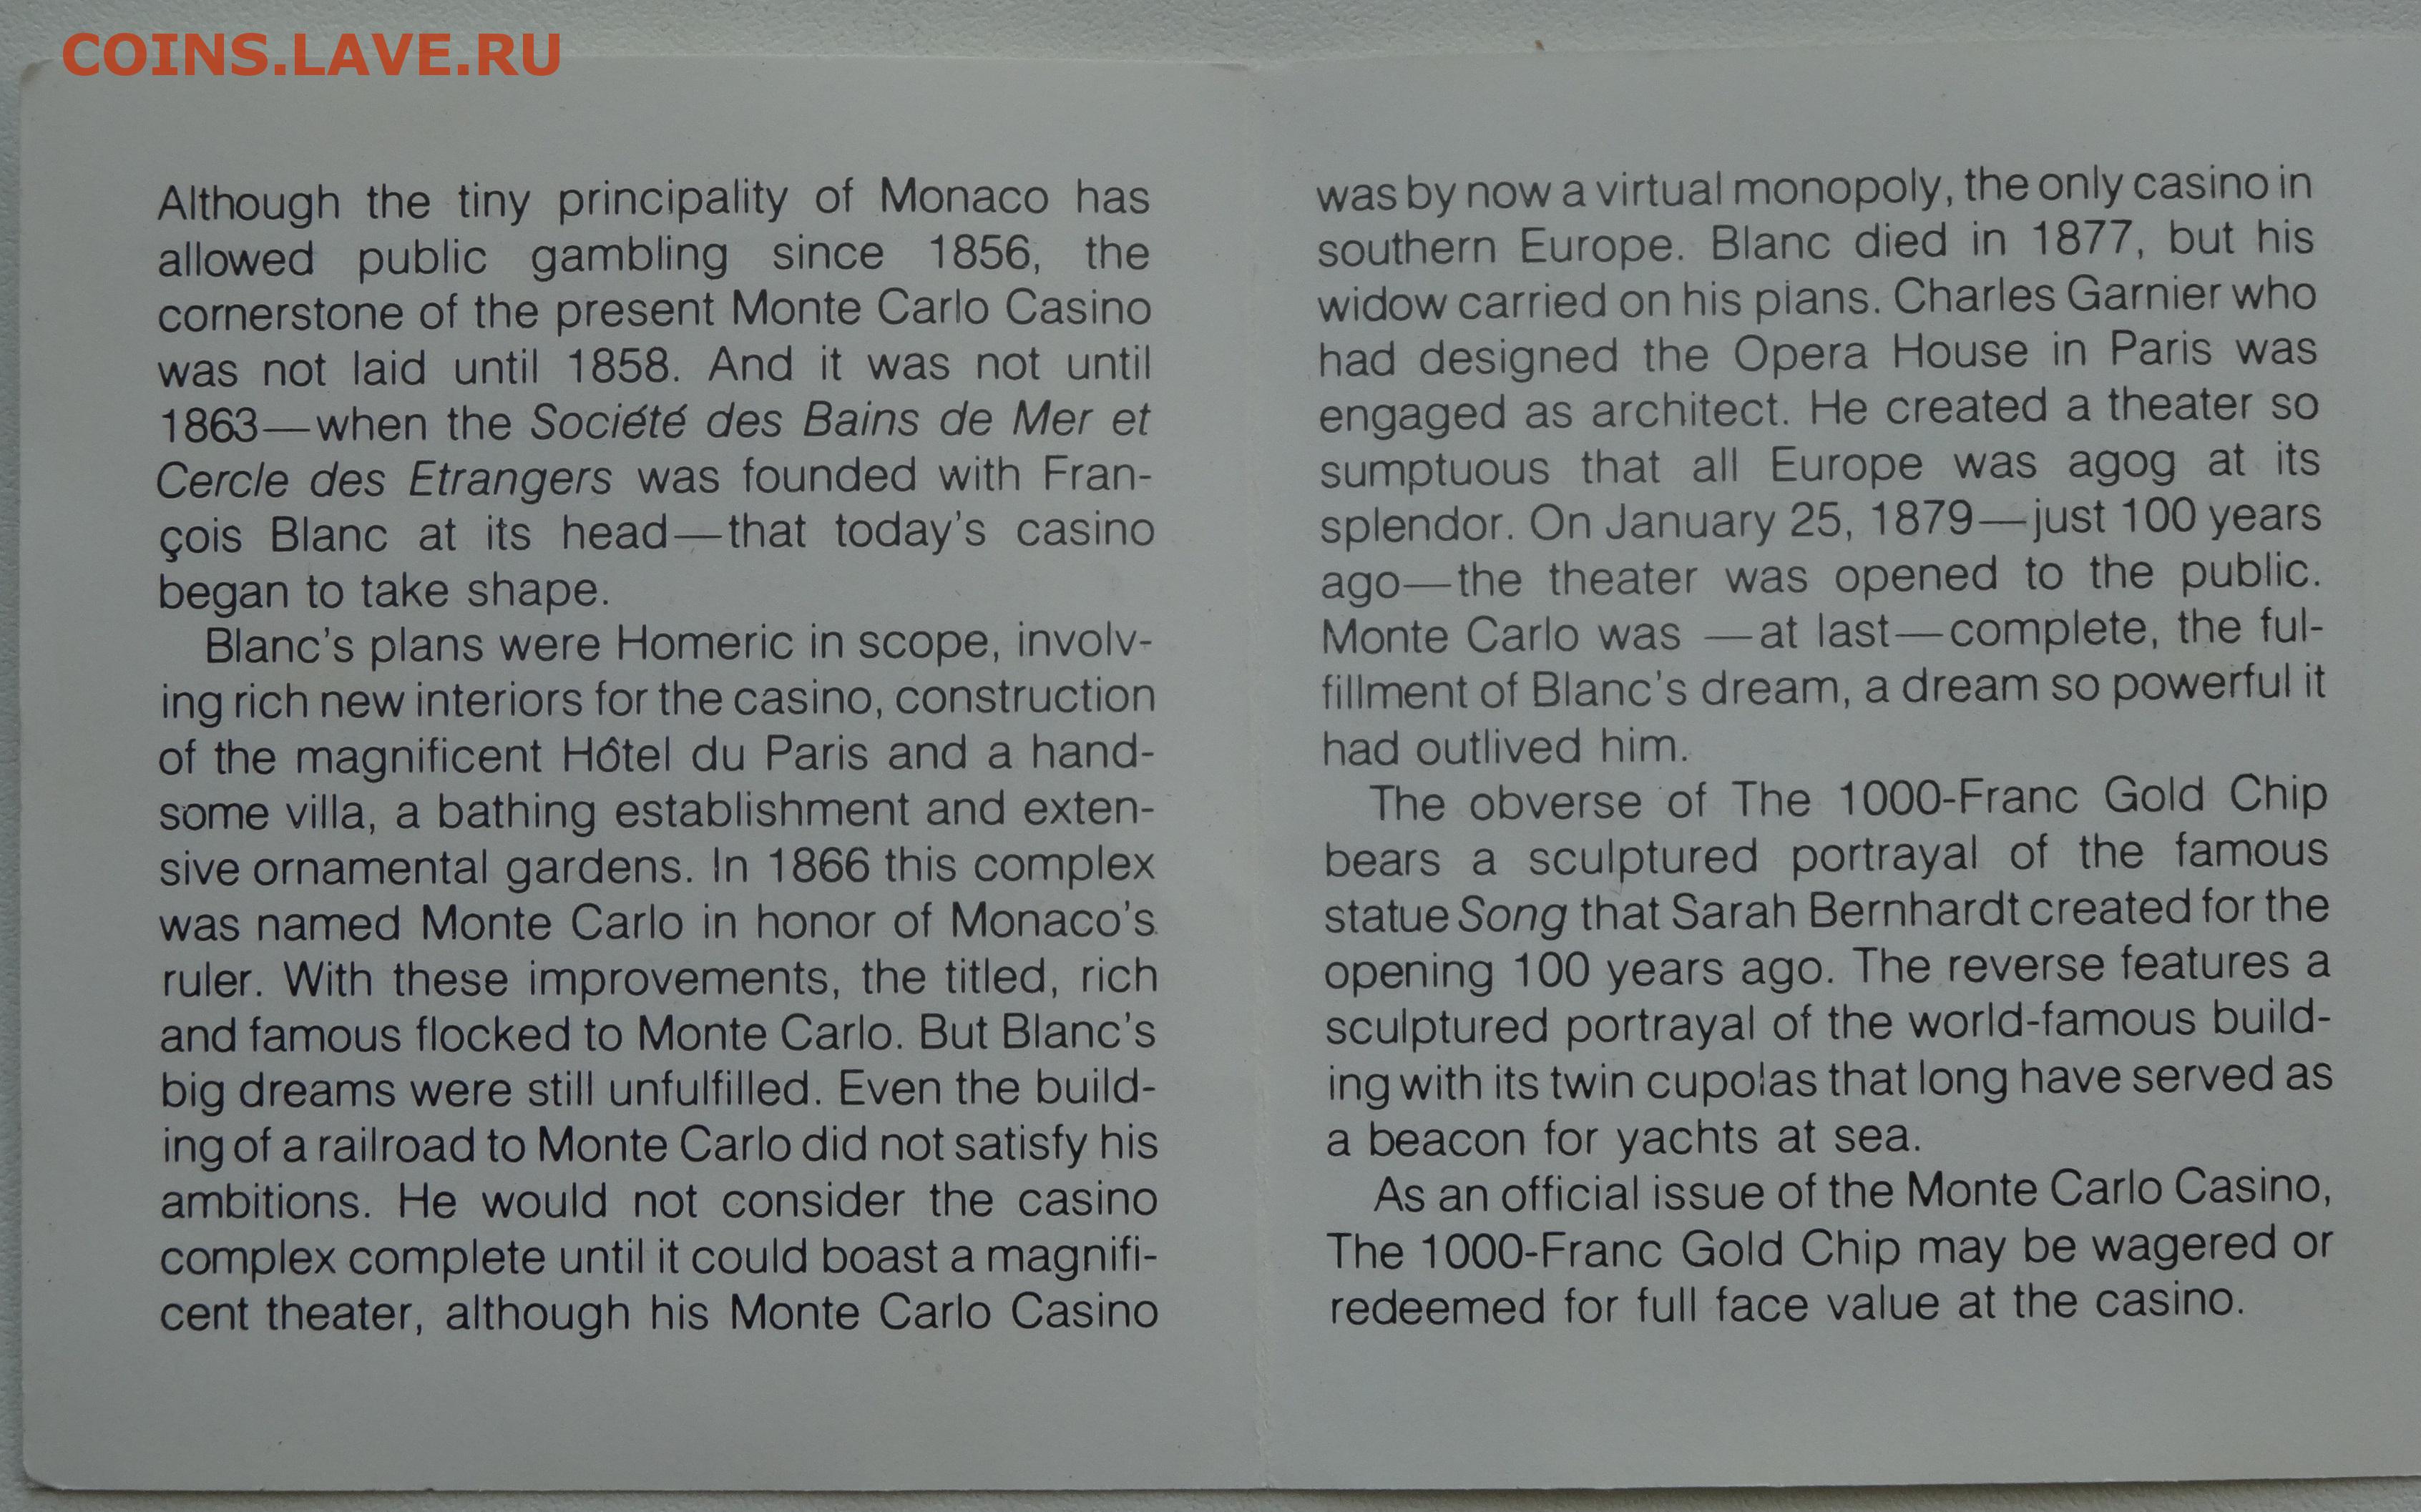 COINS.LAVE.RU
Although the tiny principality of Monaco has
allowed public gambling since 1856, the
cornerstone of the present Monte Carlo Casino
was not laid until 1858. And it was not until
1863—when the Société des Bains de Mer et
Cercle des Etrangers was founded with Fran-
çois Blanc at its head—that today's casino
began to take shape.
Blanc's plans were Homeric in scope, involv-
ing rich new interiors for the casino, construction
of the magnificent Hôtel du Paris and a hand-
some villa, a bathing establishment and exten-
sive ornamental gardens. In 1866 this complex
was named Monte Carlo in honor of Monaco's
ruler. With these improvements, the titled, rich
and famous flocked to Monte Carlo. But Blanc's
big dreams were still unfulfilled. Even the build-
ing of a railroad to Monte Carlo did not satisfy his
ambitions. He would not consider the casino
complex complete until it could boast a magnifi-
cent theater, although his Monte Carlo Casino
was by now a virtual monopoly, the only casino in
southern Europe. Blanc died in 1877, but his
widow carried on his plans. Charles Garnier who
had designed the Opera House in Paris was
engaged as architect. He created a theater so
sumptuous that all Europe was agog at its
splendor. On January 25, 1879—just 100 years
ago—the theater was opened to the public.
Monte Carlo was —at last—complete, the ful-
fillment of Blanc's dream, a dream so powerful it
had outlived him.
The obverse of The 1000-Franc Gold Chip
bears a sculptured portrayal of the famous
statue Song that Sarah Bernhardt created for the
opening 100 years ago. The reverse features a
sculptured portrayal of the world-famous build-
ing with its twin cupolas that long have served as
a beacon for yachts at sea.
As an official issue of the Monte Carlo Casino,
The 1000-Franc Gold Chip may be wagered or
redeemed for full face value at the casino.